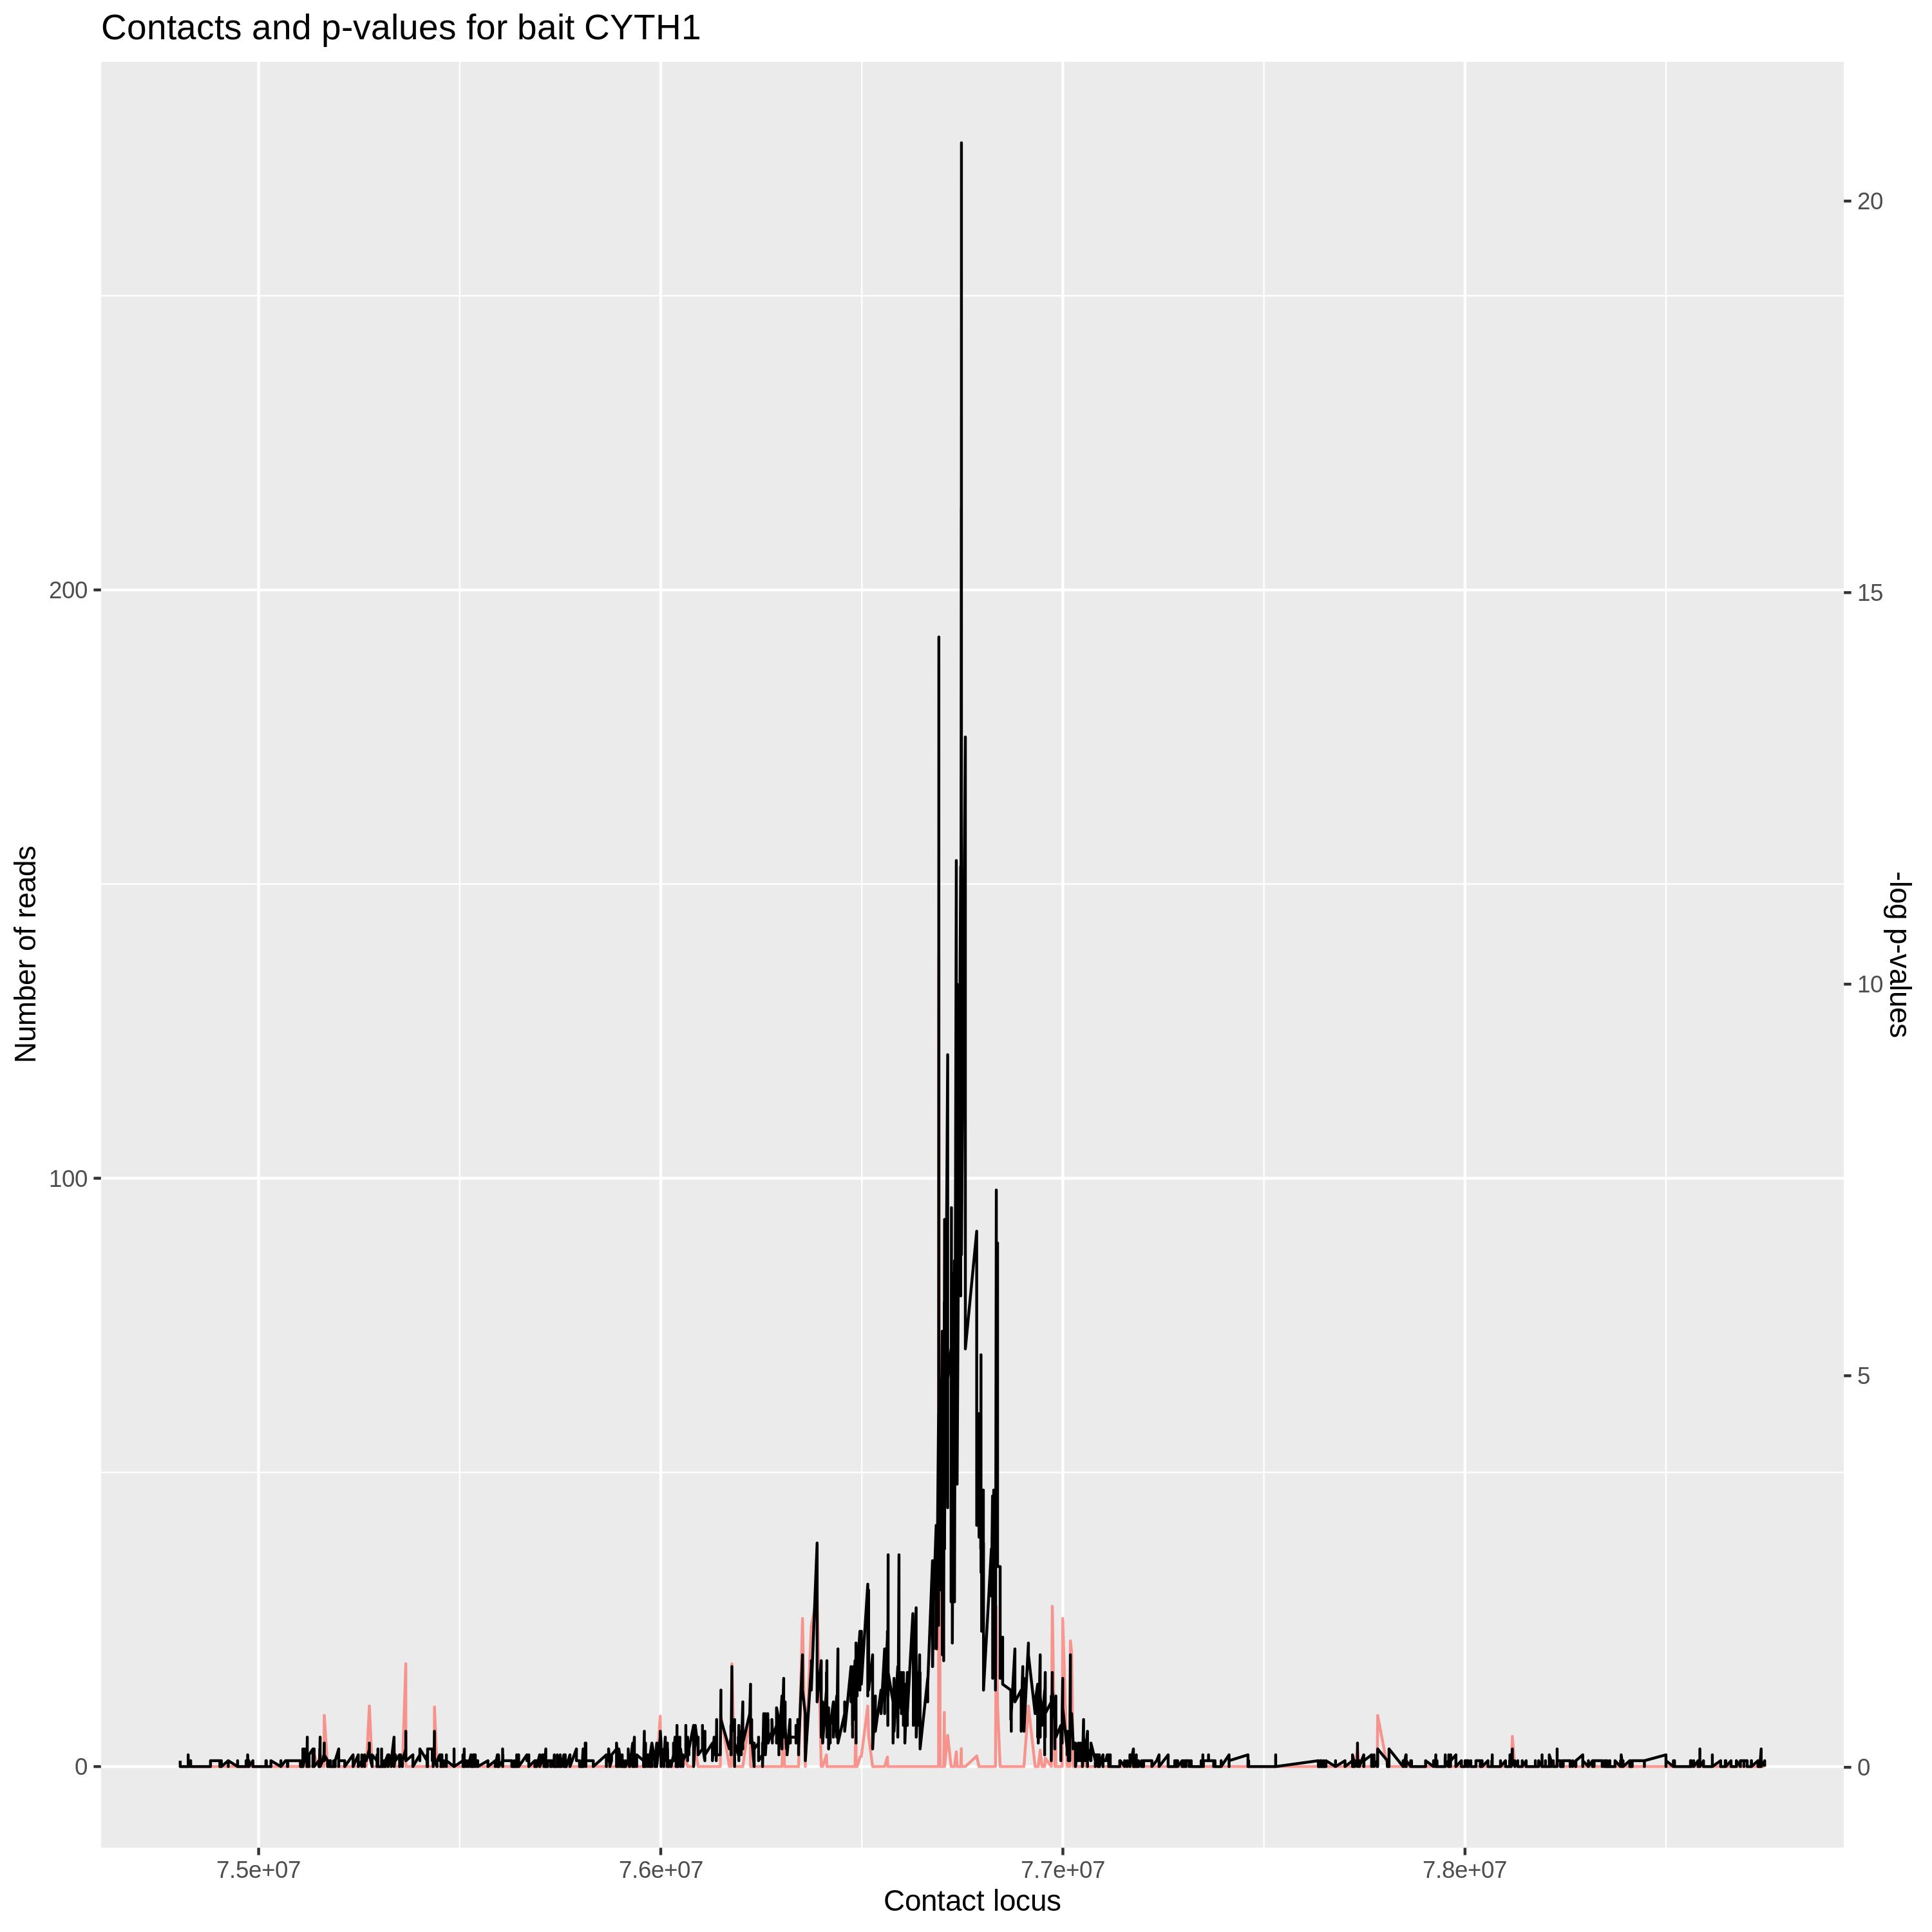 Contacts and p-values for bait CYTH1
Number of reads
200
100
0
20
15
10
5
0
-log p-values
7.5e+07 7.6e+07 7.7e+07 7.8e+07
Contact locus